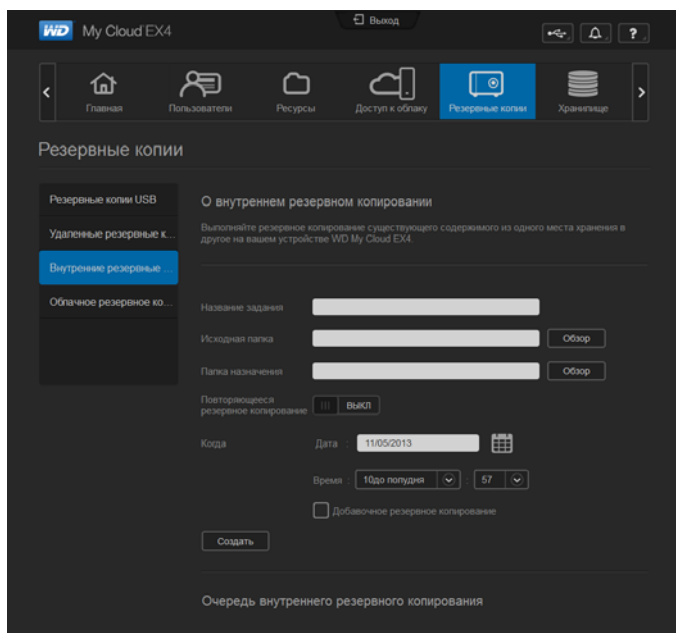 WD My Cloud EX4
Выход
?
Главная
Пользователи
Ресурсы
Доступ к облаку
Резервные копии
Хранилище
Резервные копии
Резервные копии USB
Удаленные резервные к...
Внутренние резервные ...
Облачное резервное ко...
О внутреннем резервном копировании
Выполняйте резервное копирование существующего содержимого из одного места хранения в
другое на вашем устройстве WD My Cloud EX4.
Название задания
Исходная папка
Обзор
Папка назначения
Обзор
Повторяющееся
резервное копирование
ВЫКЛ
Когда
Дата :
11/05/2013
Время :
10до полудня
:
57
Добавочное резервное копирование
Создать
Очередь внутреннего резервного копирования